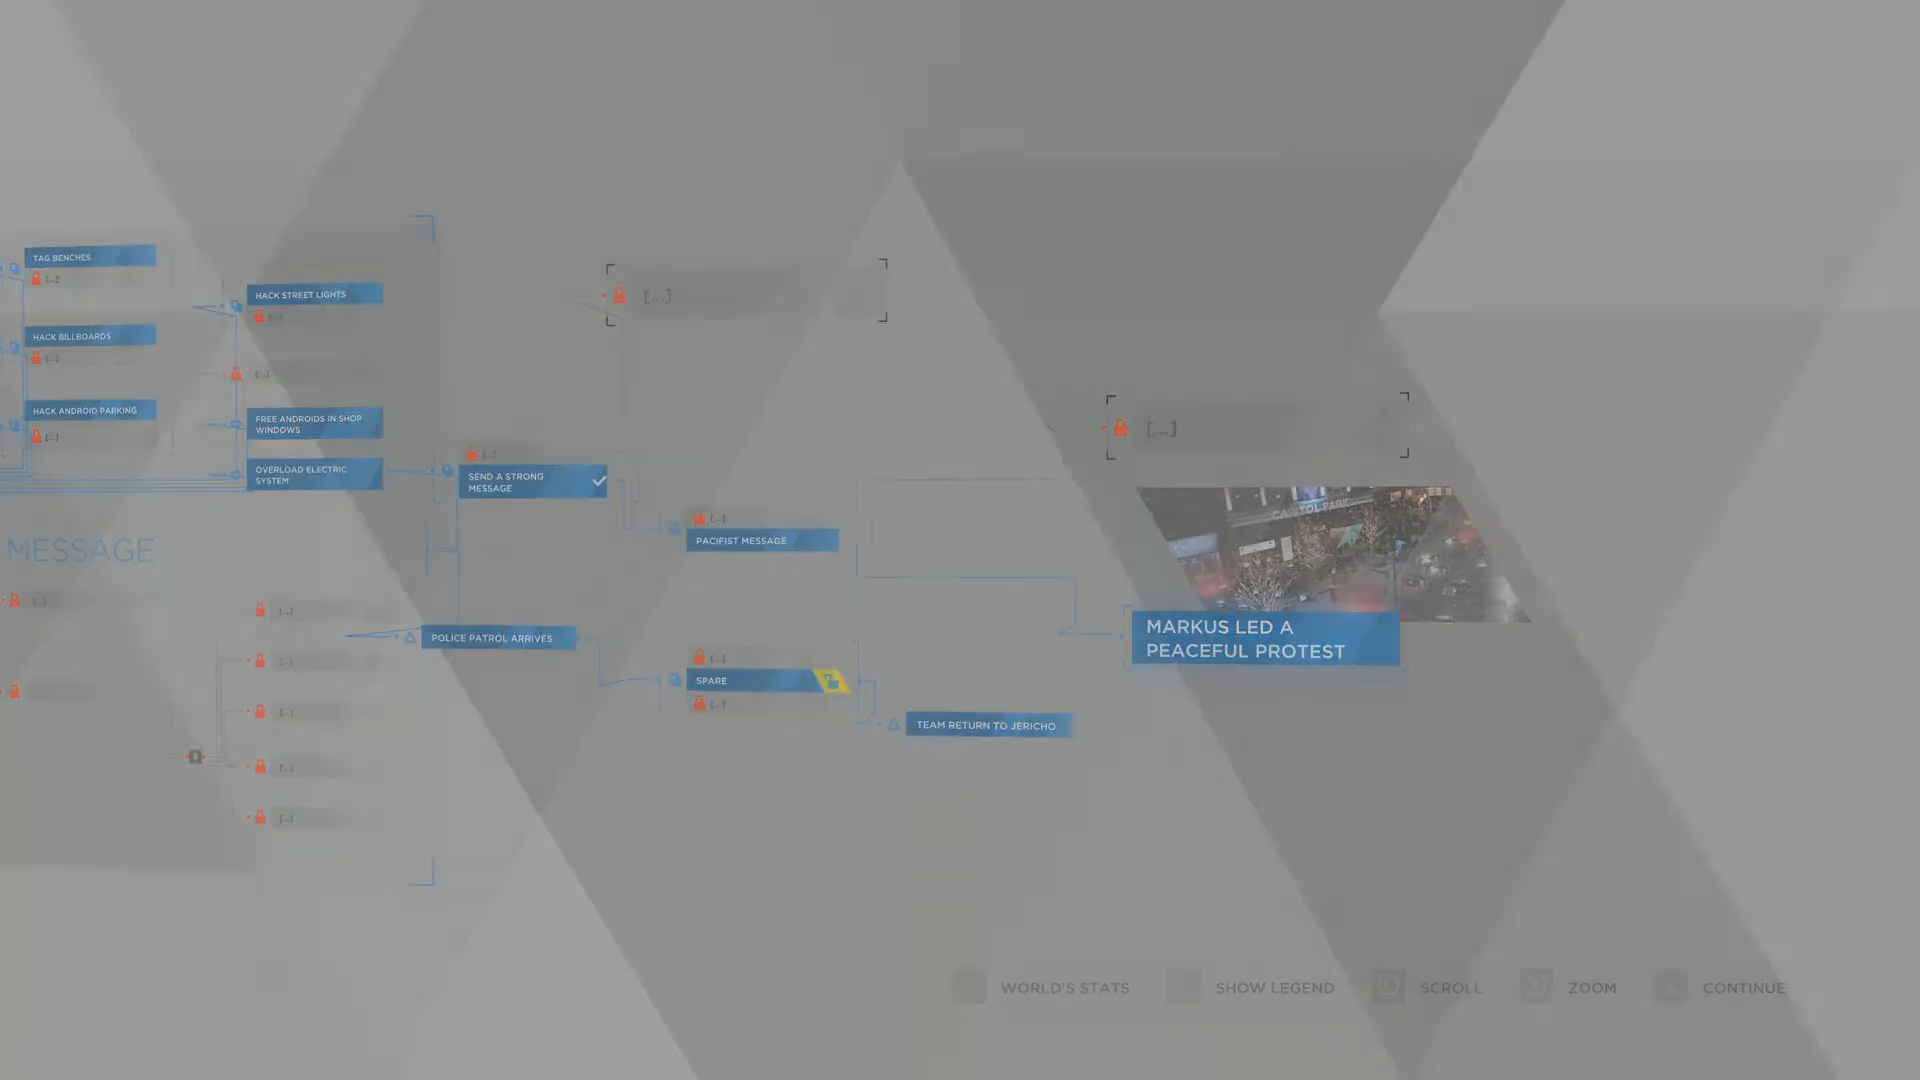 TAG BENCHES
[...]
HACK BILLBOARDS
[...]
HACK ANDROID PARKING
[...]
HACK STREET LIGHTS
[...]
[...]
FREE ANDROIDS IN SHOP
WINDOWS
OVERLOAD ELECTRIC
SYSTEM
[...]
SEND A STRONG
MESSAGE
[...]
[...]
PACIFIST MESSAGE
[...]
CAPITOL PARK
MESSAGE
[...]
[...]
[...]
[...]
[...]
[...]
POLICE PATROL ARRIVES
[...]
SPARE
[...]
TEAM RETURN TO JERICHO
MARKUS LED A
PEACEFUL PROTEST
WORLD'S STATS
SHOW LEGEND
SCROLL
ZOOM
CONTINUE